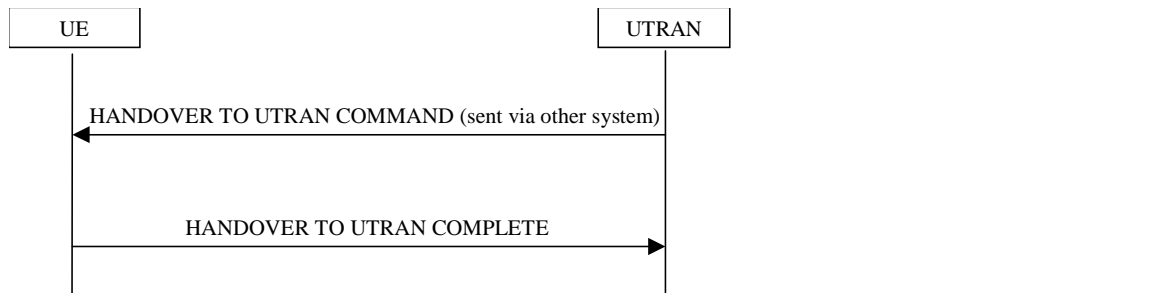 UE
UTRAN
HANDOVER TO UTRAN COMMAND (sent via other system)
HANDOVER TO UTRAN COMPLETE